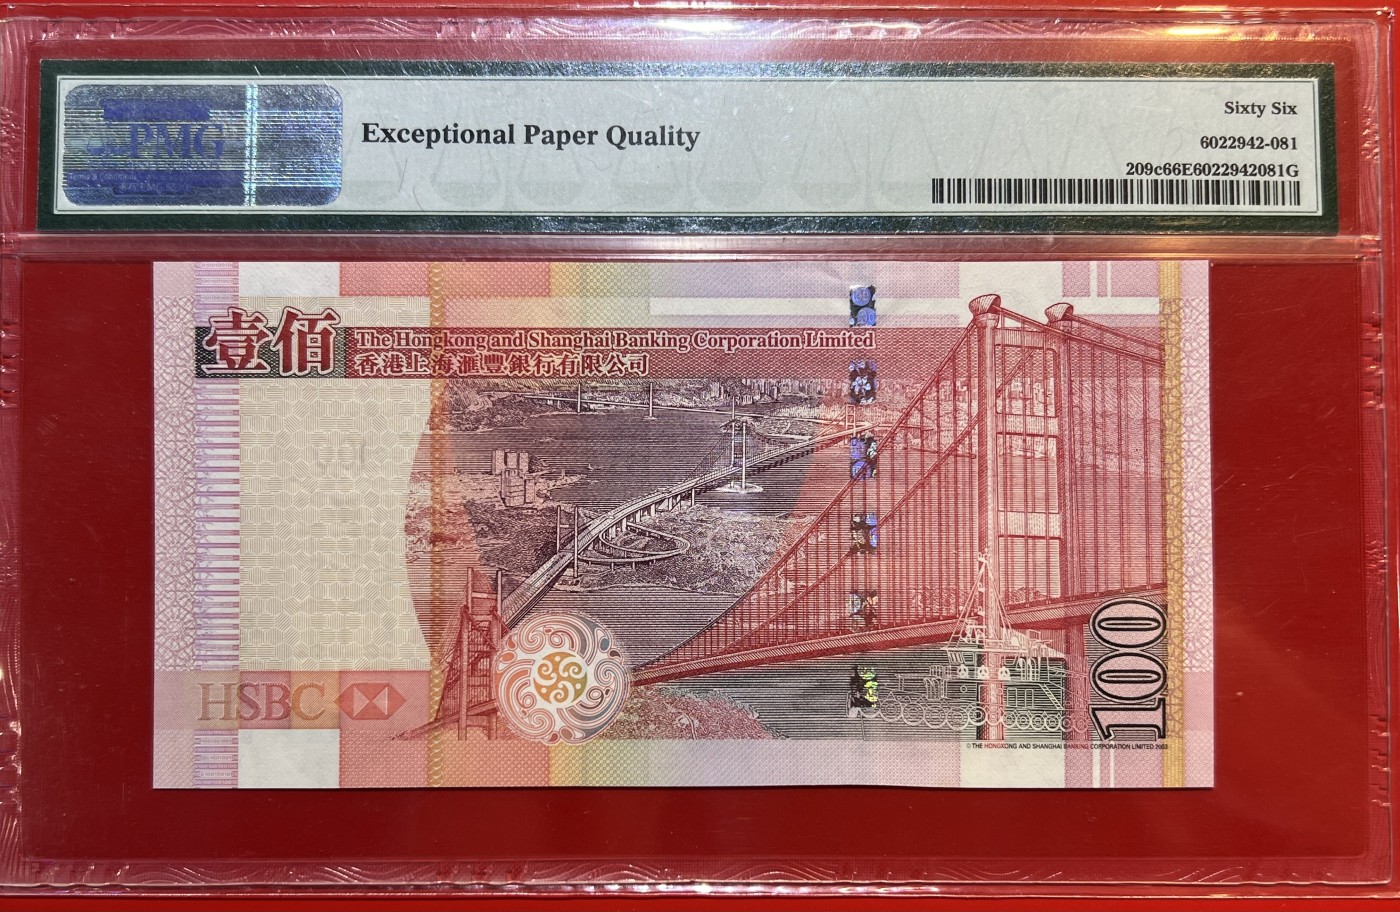 PMG
Exceptional Paper Quality
Sixty Six
6022942-081
209c66E6022942081G
壹佰
The Hongkong and Shanghai Banking Corporation Limited
香港上海滙豐銀行有限公司
HSBC
100
© THE HONGKONG AND SHANGHAI BANKING CORPORATION LIMITED 2003